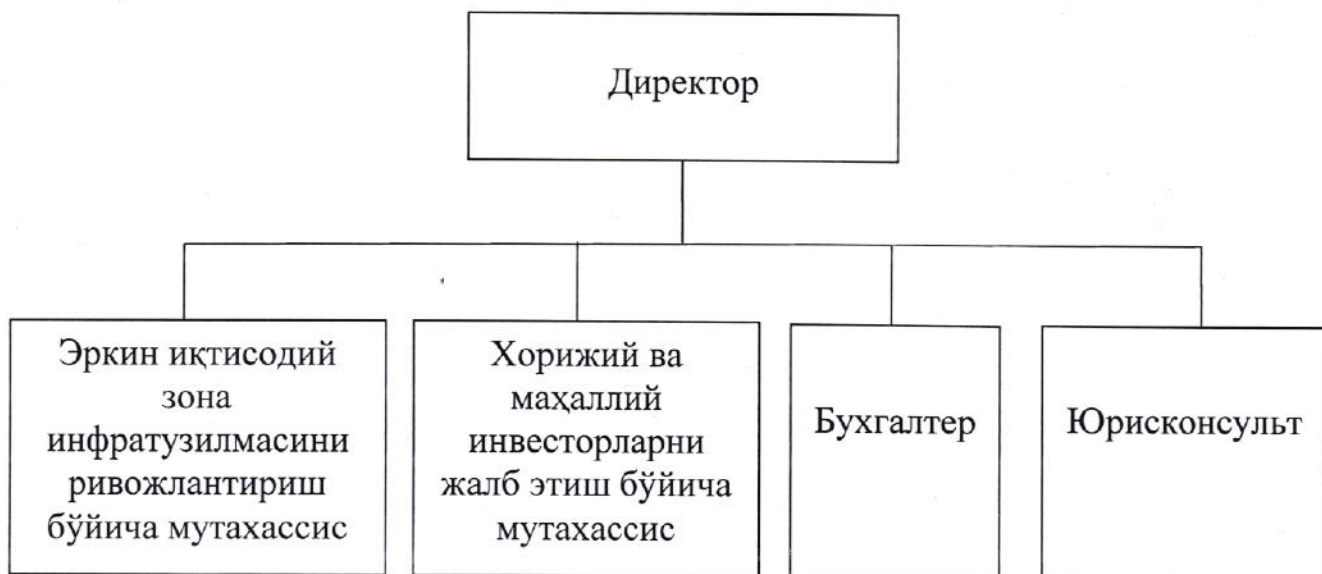 Директор
Эркин иқтисодий
зона
инфратузилмасини
ривожлантириш
бўйича мутахассис
Хорижий ва
маҳаллий
инвесторларни
жалб этиш бўйича
мутахассис
Бухгалтер
Юрисконсульт